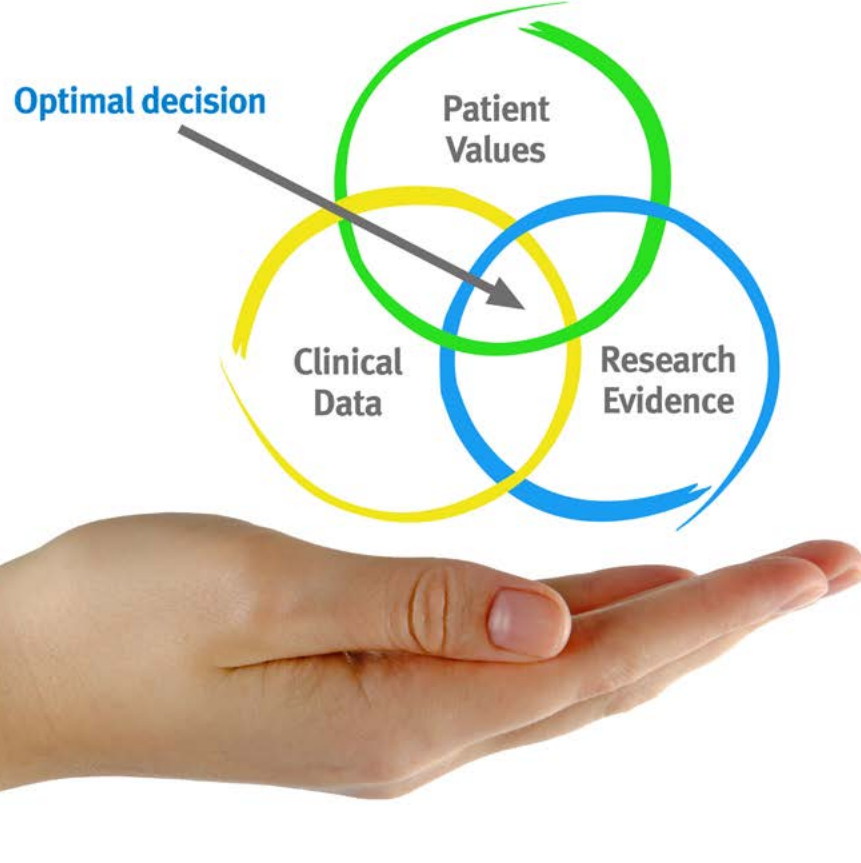 Optimal decision
Patient
Values
Clinical
Data
Research
Evidence